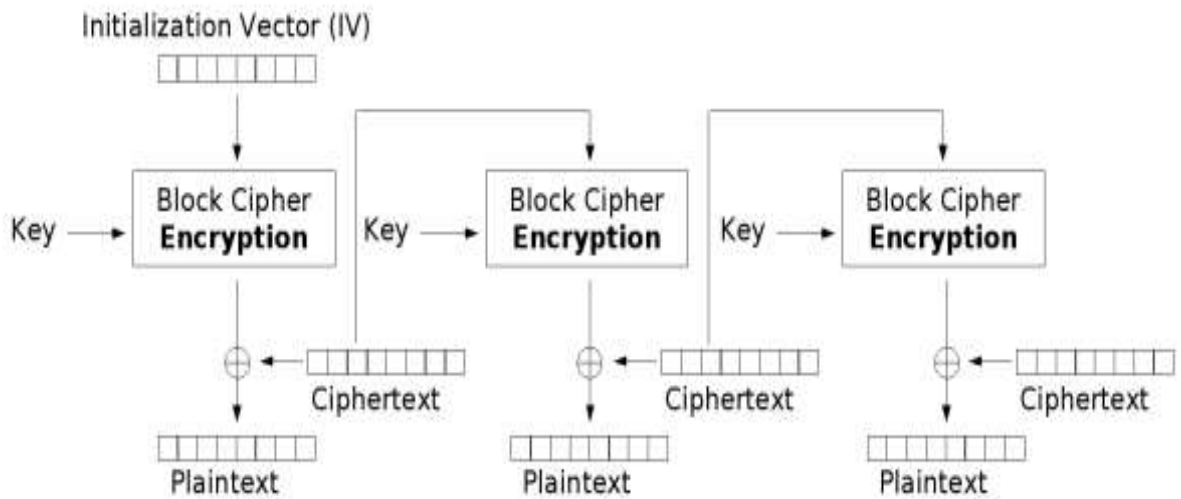 Initialization Vector (IV)
Key
Block Cipher
Encryption
Key
Block Cipher
Encryption
Key
Block Cipher
Encryption
Ciphertext
Ciphertext
Ciphertext
Plaintext
Plaintext
Plaintext